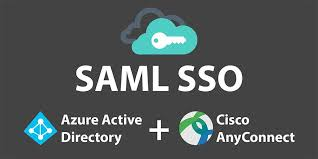 SAML SSO
Azure Active
Directory
+
Cisco
AnyConnect